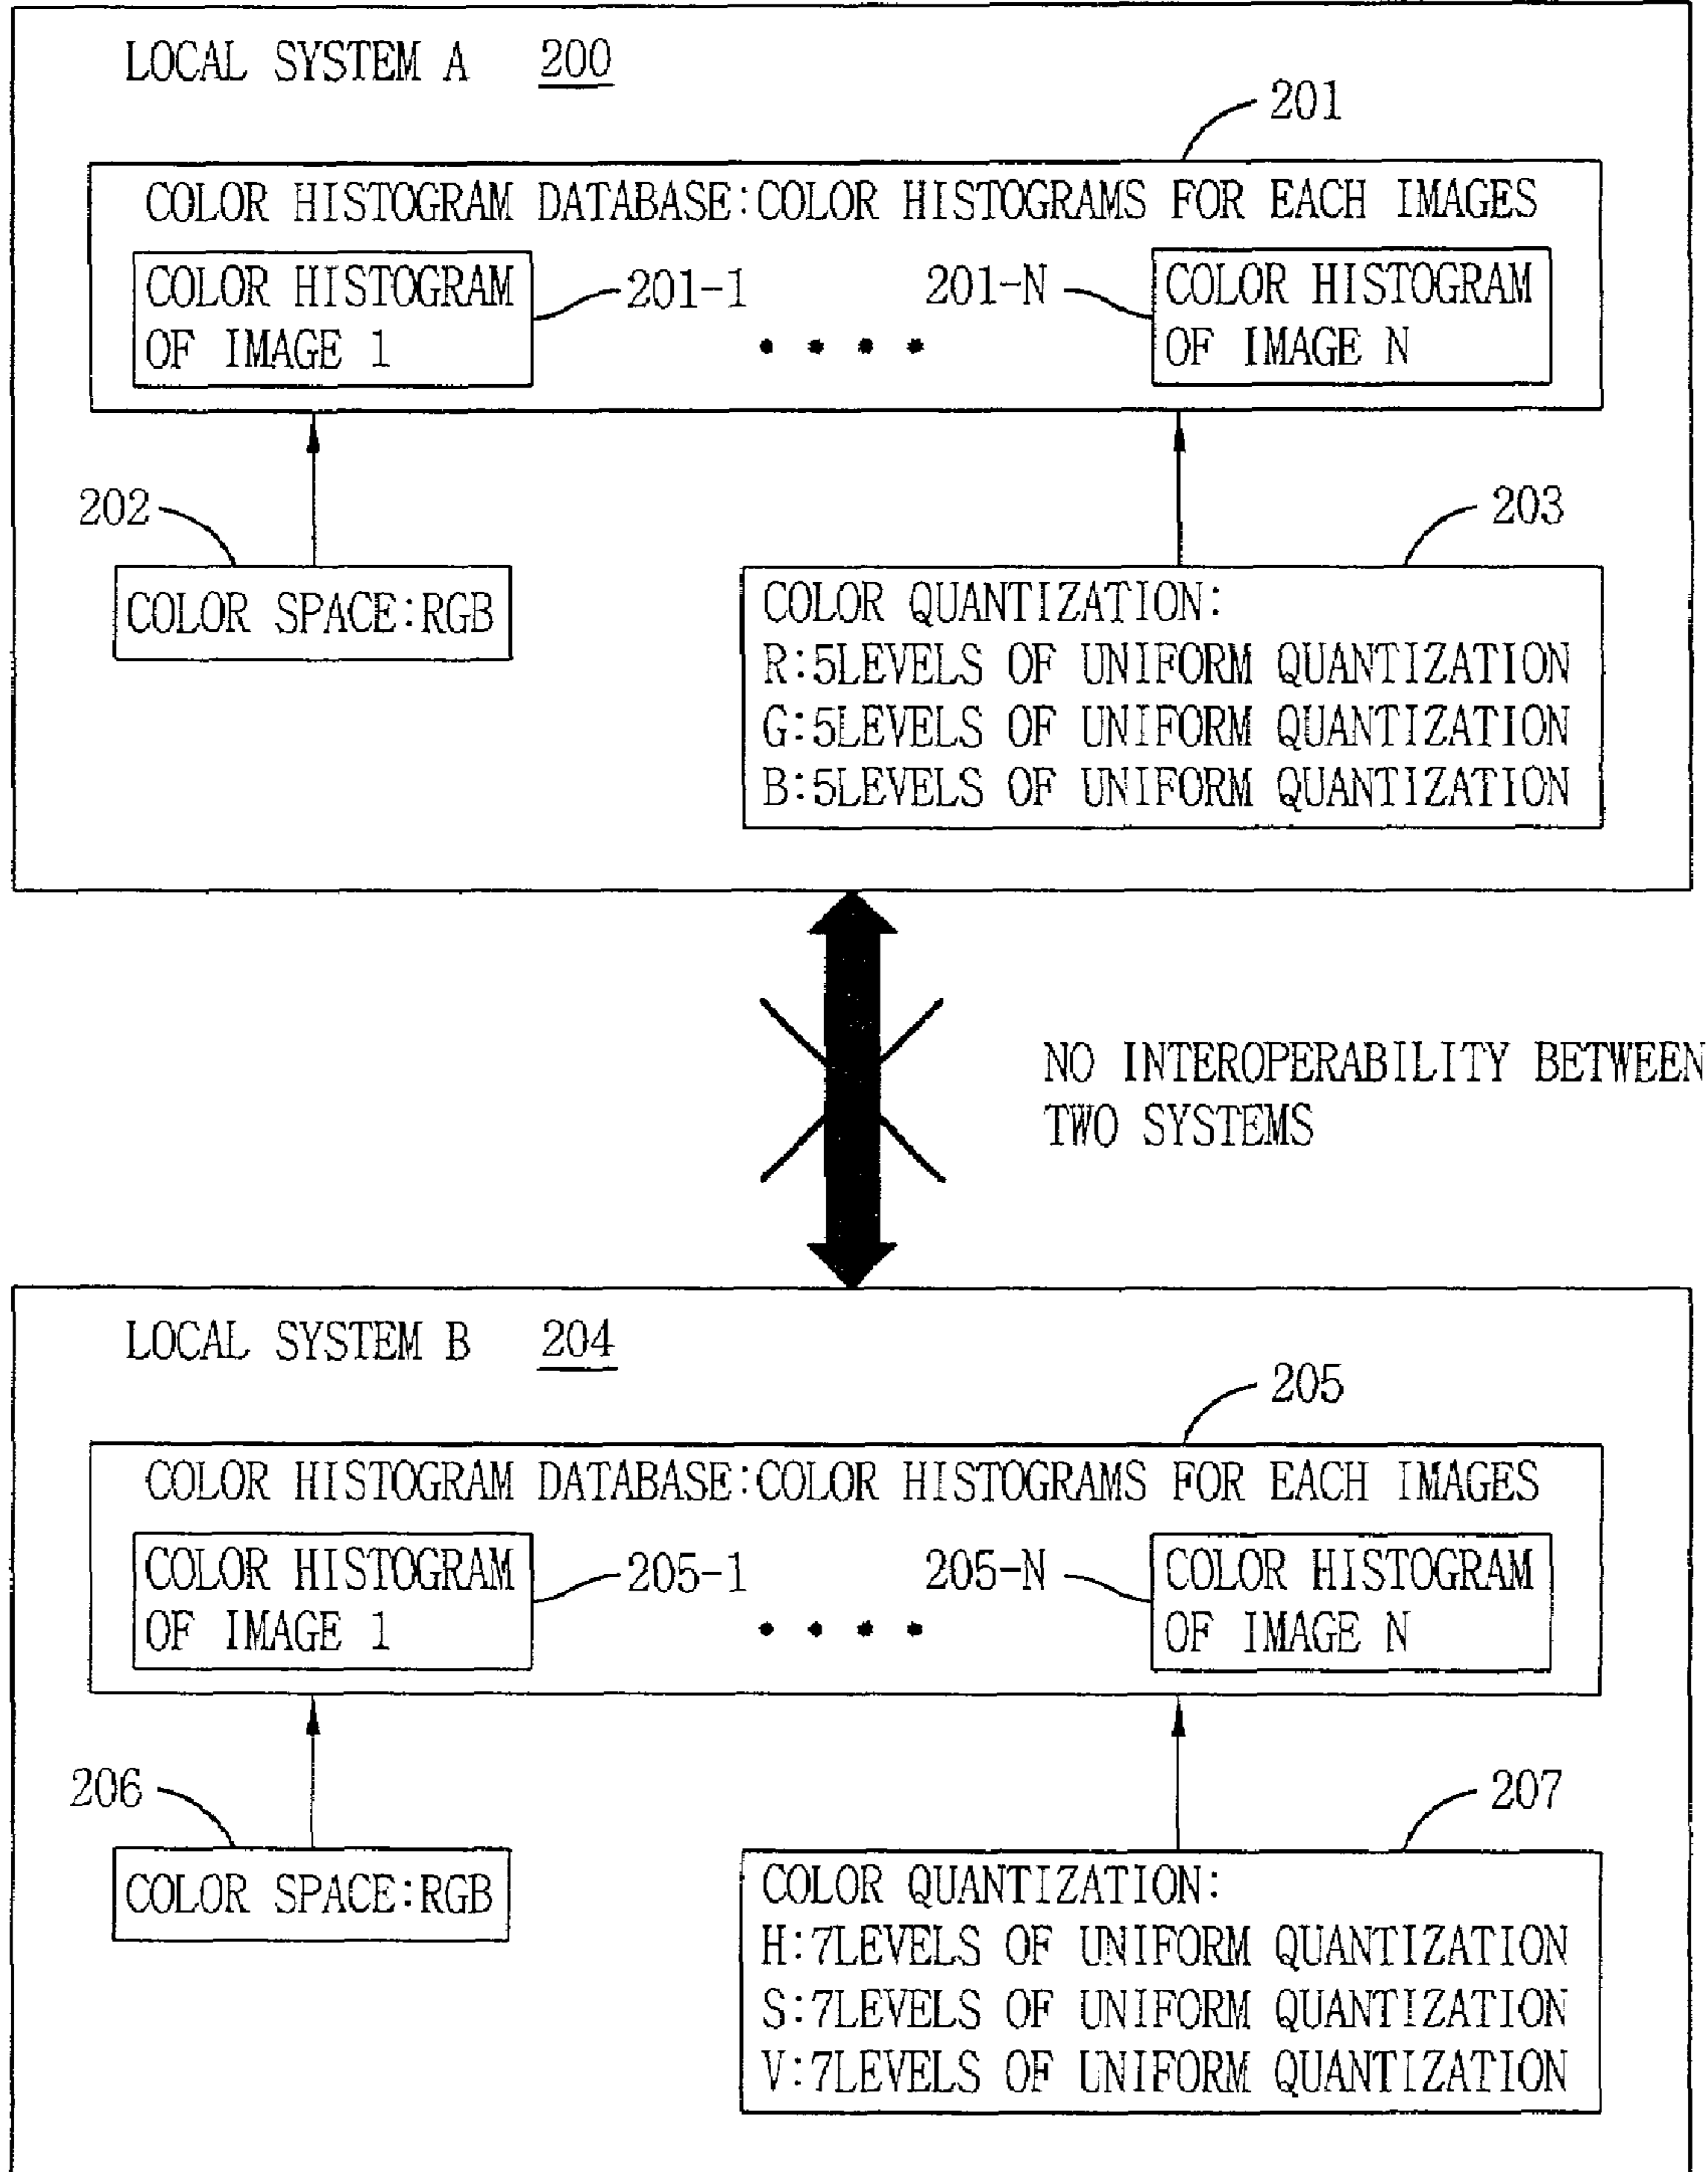 LOCAL SYSTEM A 200
201
COLOR HISTOGRAM DATABASE:COLOR HISTOGRAMS FOR EACH IMAGES
COLOR HISTOGRAM
OF IMAGE 1
201-1
201-N
COLOR HISTOGRAM
OF IMAGE N
202
203
COLOR SPACE:RGB
COLOR QUANTIZATION:
R:5LEVELS OF UNIFORM QUANTIZATION
G:5LEVELS OF UNIFORM QUANTIZATION
B:5LEVELS OF UNIFORM QUANTIZATION
NO INTEROPERABILITY BETWEEN
TWO SYSTEMS
LOCAL SYSTEM B 204
205
COLOR HISTOGRAM DATABASE:COLOR HISTOGRAMS FOR EACH IMAGES
COLOR HISTOGRAM
OF IMAGE 1
205-1
205-N
COLOR HISTOGRAM
OF IMAGE N
206
207
COLOR SPACE:RGB
COLOR QUANTIZATION:
H:7LEVELS OF UNIFORM QUANTIZATION
S:7LEVELS OF UNIFORM QUANTIZATION
V:7LEVELS OF UNIFORM QUANTIZATION